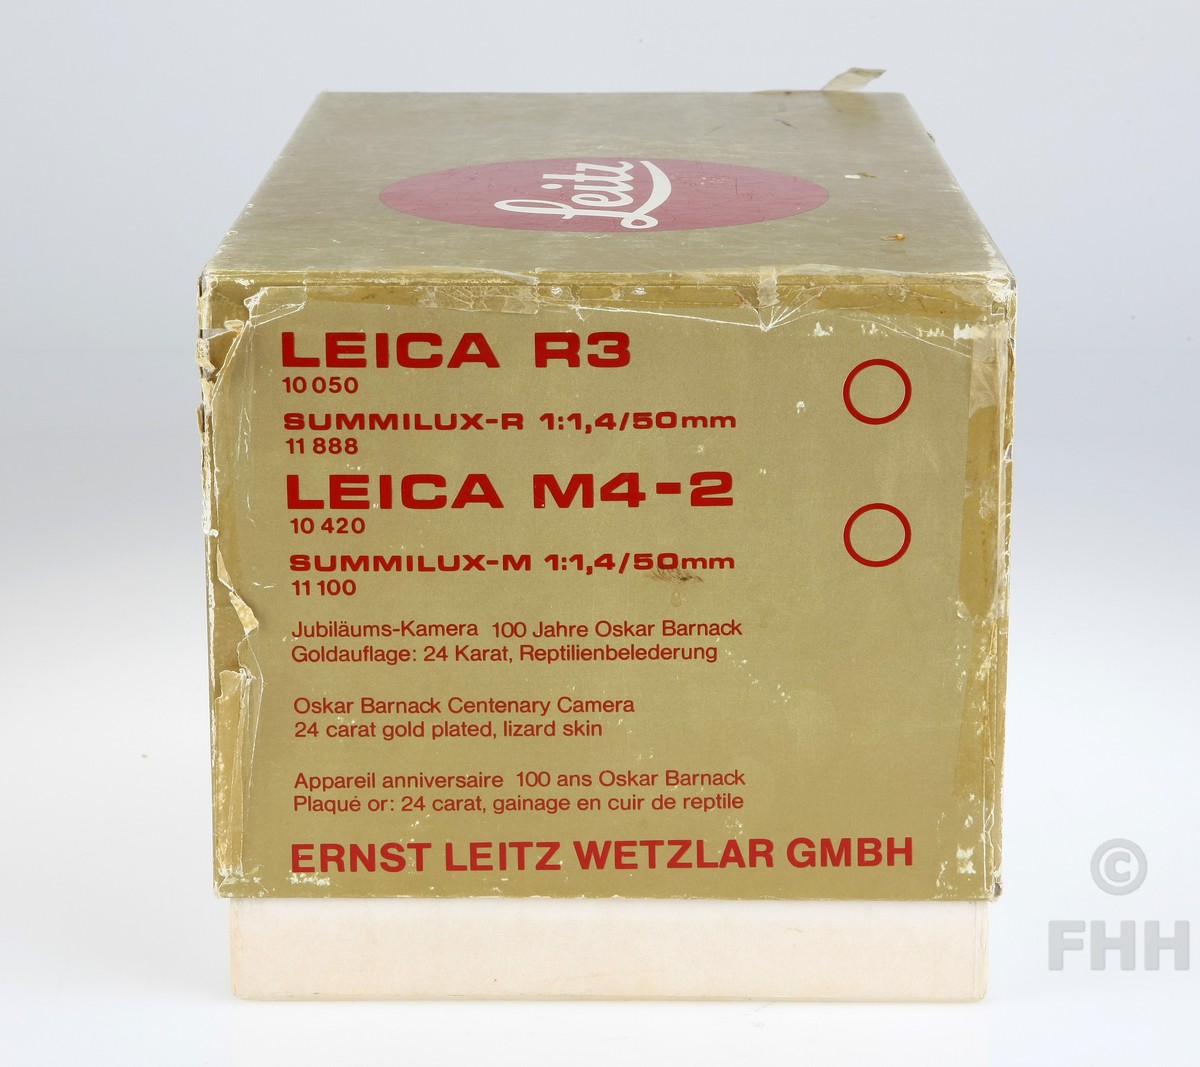 Leitz
LEICA R3
10 050
SUMMILUX-R 1:1,4/50mm
11 888
LEICA M4-2
10 420
SUMMILUX-M 1:1,4/50mm
11 100
Jubiläums-Kamera 100 Jahre Oskar Barnack
Goldauflage: 24 Karat, Reptilienbelederung
Oskar Barnack Centenary Camera
24 carat gold plated, lizard skin
Appareil anniversaire 100 ans Oskar Barnack
Plaqué or: 24 carat, gainage en cuir de reptile
ERNST LEITZ WETZLAR GMBH
©
FHH